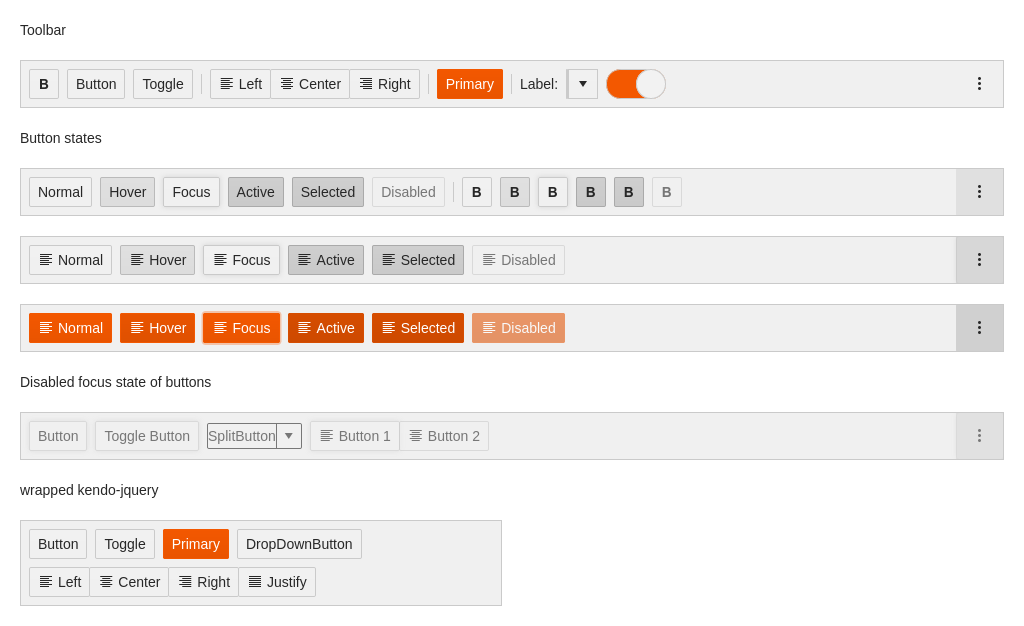 Toolbar
B Button Toggle Left Center Right Primary Label:
Button states
Normal Hover Focus Active Selected Disabled B B B B B B
Normal Hover Focus Active Selected Disabled
Normal Hover Focus Active Selected Disabled
Disabled focus state of buttons
Button Toggle Button SplitButton Button 1 Button 2
wrapped kendo-jquery
Button Toggle Primary DropDownButton
Left Center Right Justify